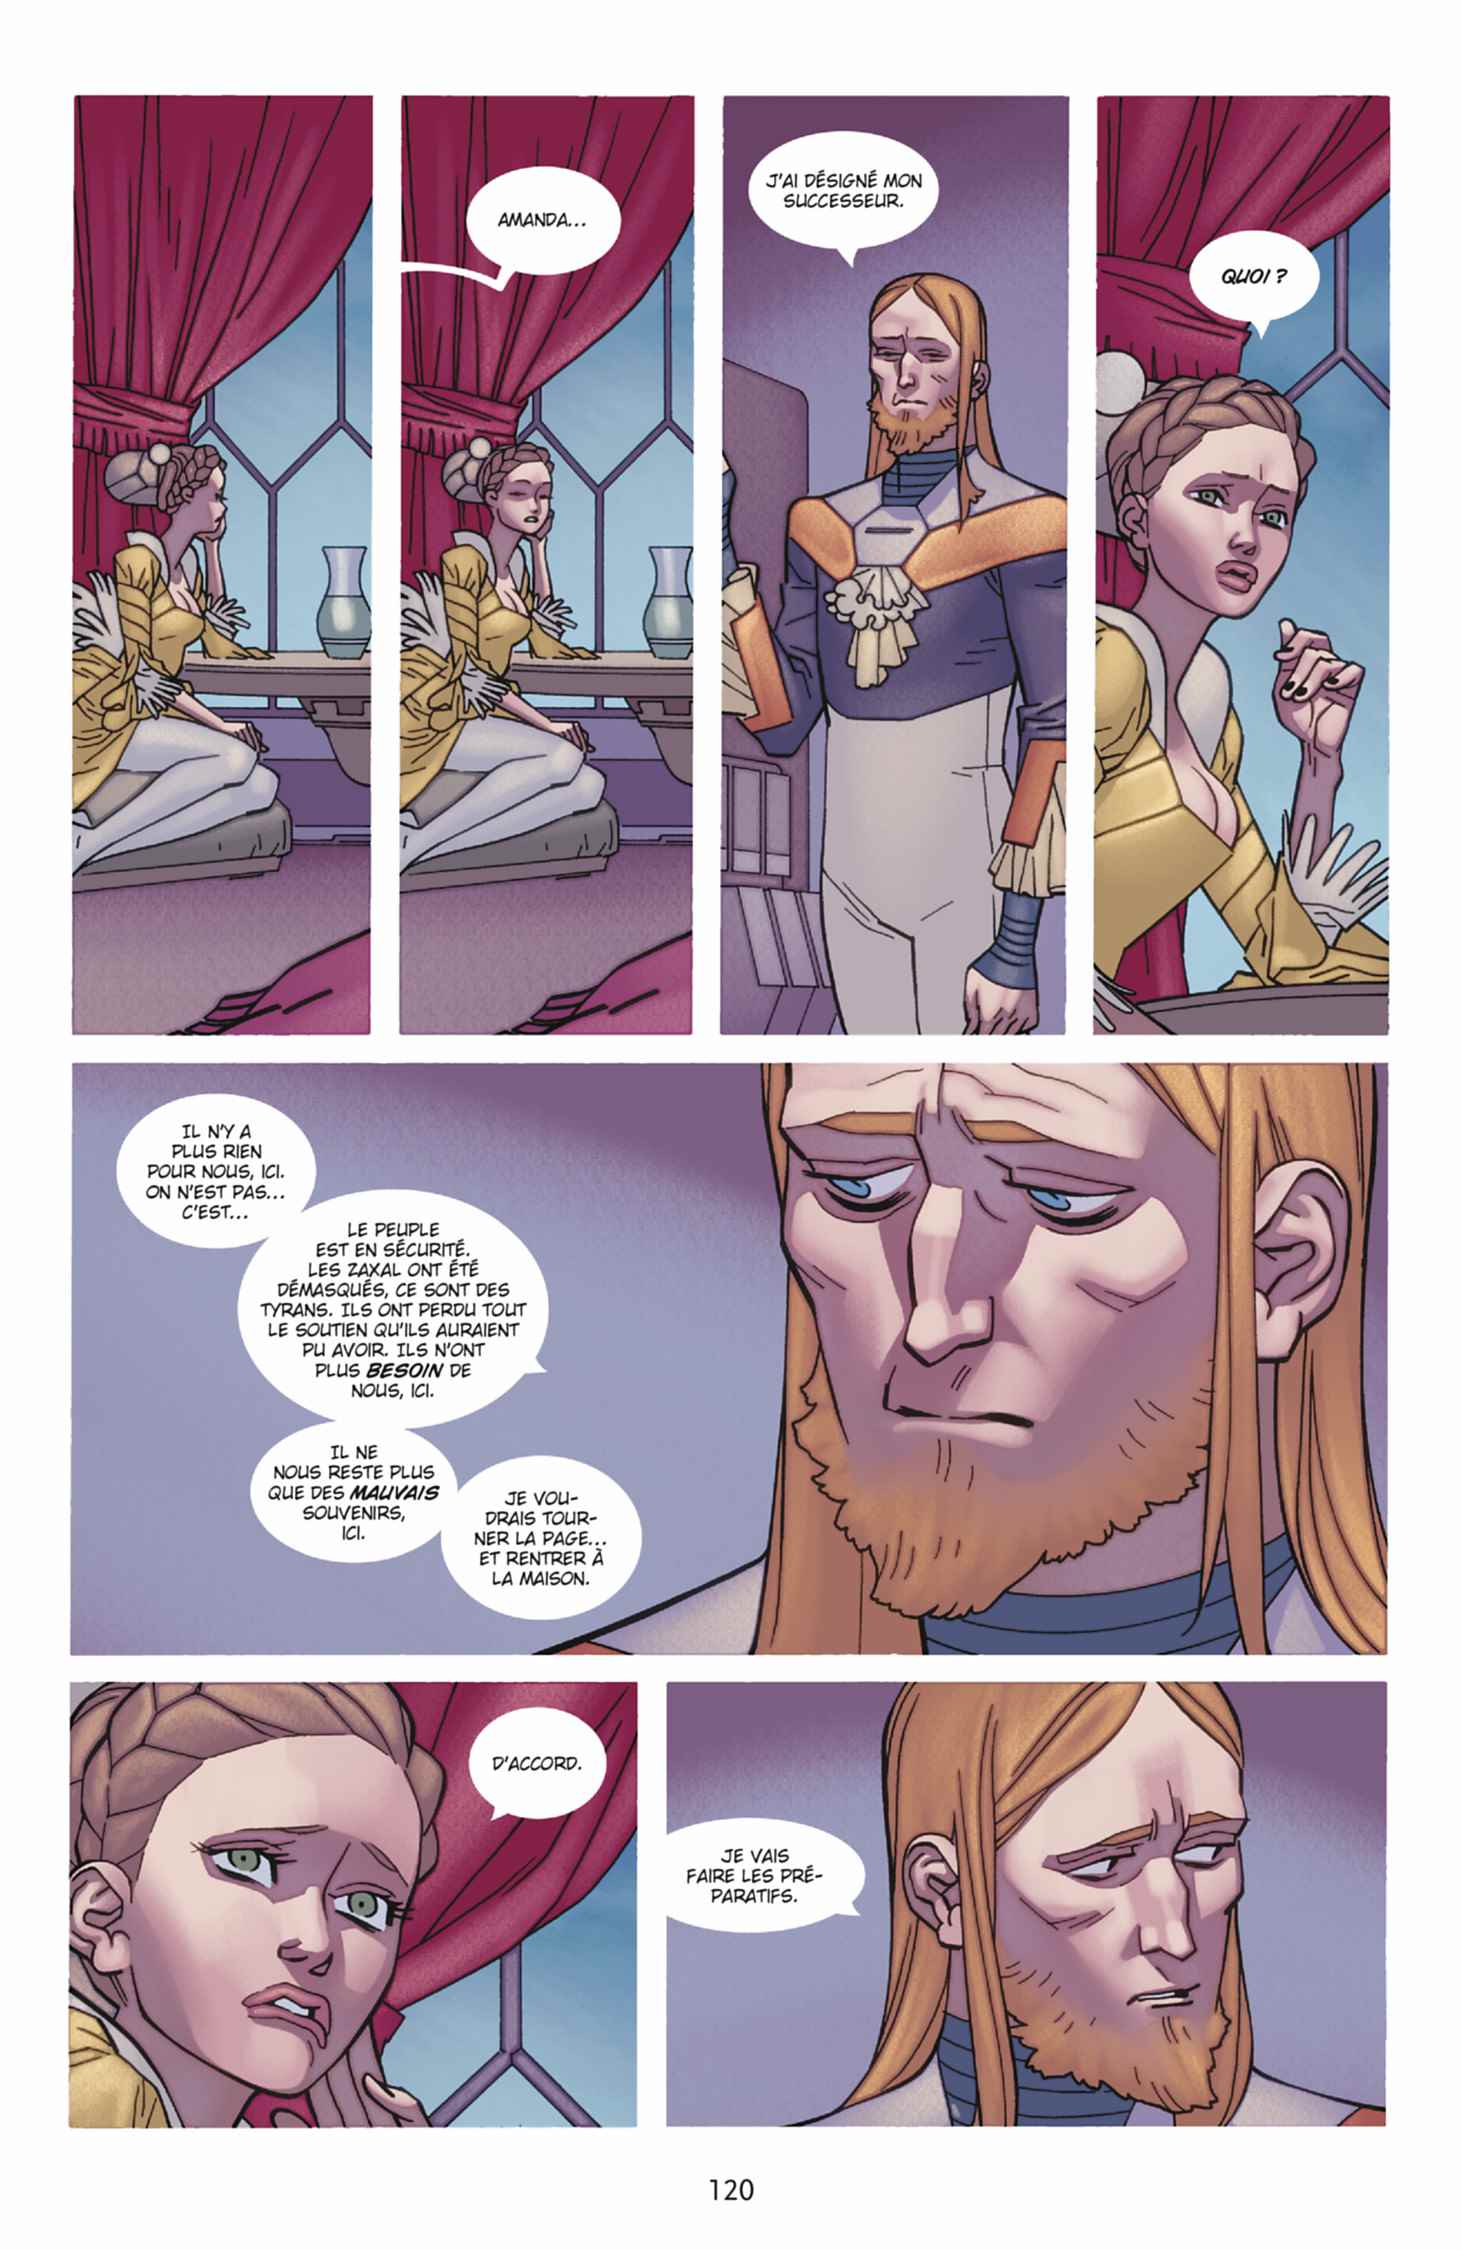 AMANDA...
J'AI DÉSIGNÉ MON
SUCCESSEUR.
QUOI ?
IL N'Y A
PLUS RIEN
POUR NOUS, ICI.
ON N'EST PAS...
C'EST...
LE PEUPLE
EST EN SÉCURITÉ.
LES ZAXAL ONT ÉTÉ
DÉMASQUÉS, CE SONT DES
TYRANS. ILS ONT PERDU TOUT
LE SOUTIEN QU'ILS AURAIENT
PU AVOIR. ILS N'ONT
PLUS BESOIN DE
NOUS, ICI.
IL NE
NOUS RESTE PLUS
QUE DES MAUVAIS
SOUVENIRS,
ICI.
JE VOU-
DRAIS TOUR-
NER LA PAGE...
ET RENTRER À
LA MAISON.
D'ACCORD.
JE VAIS
FAIRE LES PRÉ-
PARATIFS.
120